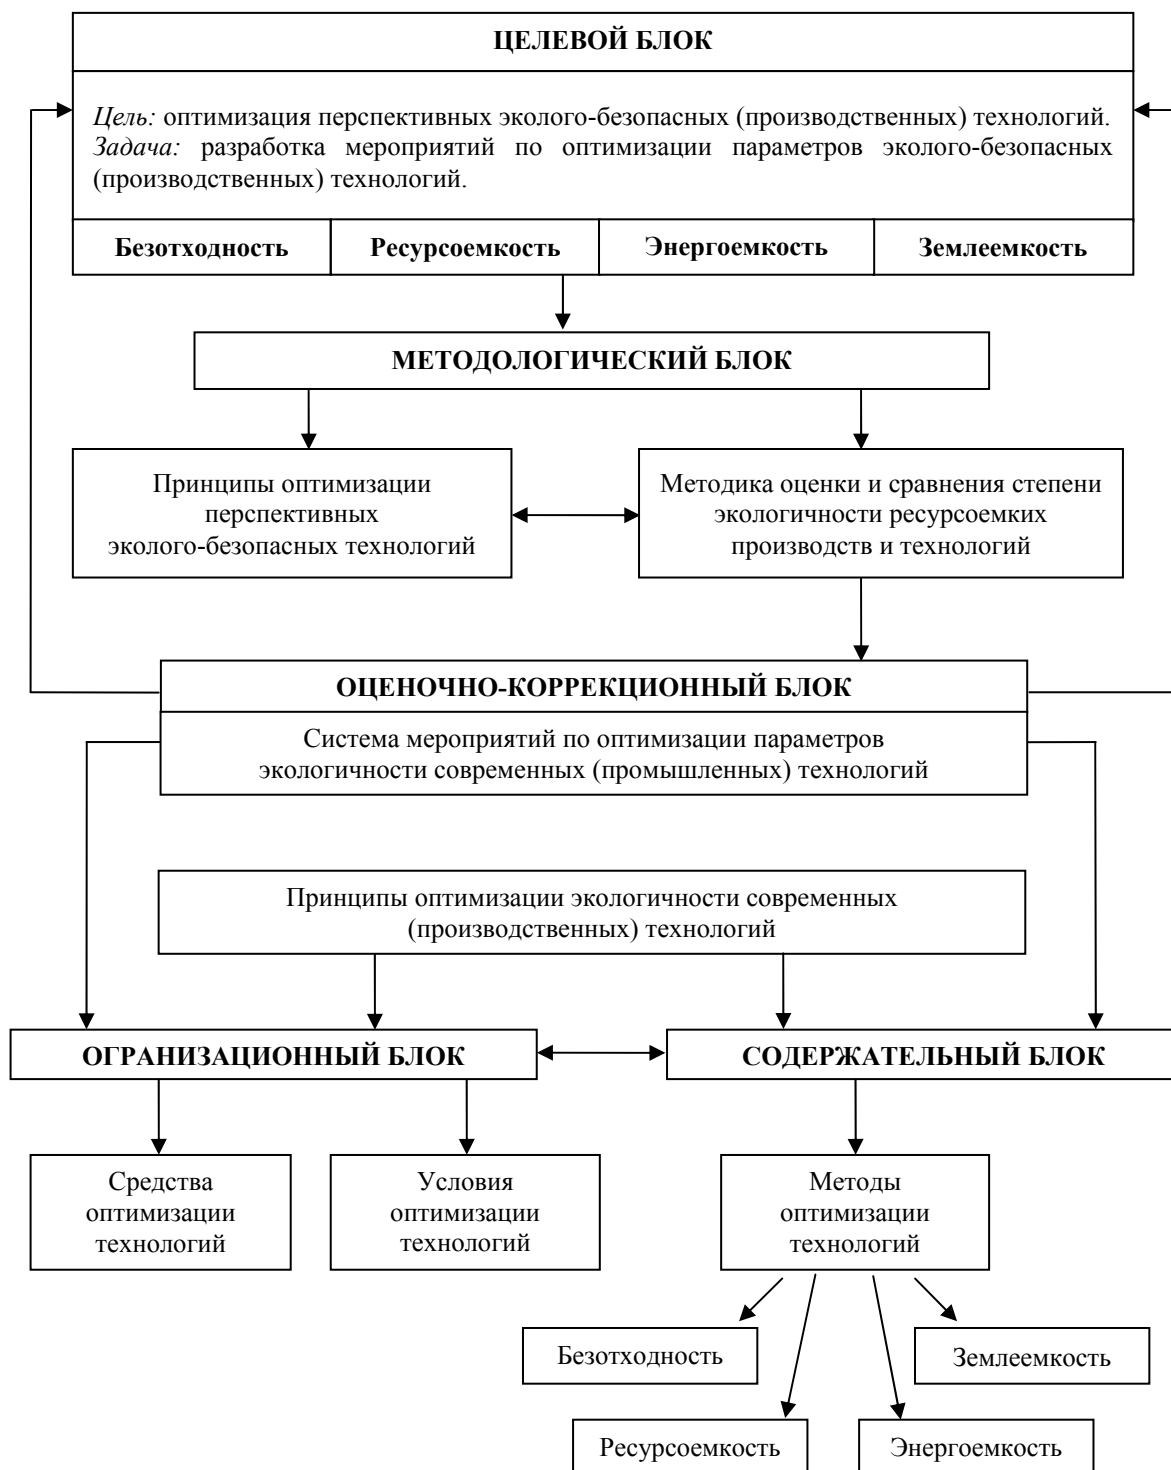 ЦЕЛЕВОЙ БЛОК
Цель: оптимизация перспективных эколого-безопасных (производственных) технологий.
Задача: разработка мероприятий по оптимизации параметров эколого-безопасных
(производственных) технологий.
Безотходность
Ресурсоемкость
Энергоемкость
Землеемкость
МЕТОДОЛОГИЧЕСКИЙ БЛОК
Принципы оптимизации
перспективных
эколого-безопасных технологий
Методика оценки и сравнения степени
экологичности ресурсоемких
производств и технологий
ОЦЕНОЧНО-КОРРЕКЦИОННЫЙ БЛОК
Система мероприятий по оптимизации параметров
экологичности современных (промышленных) технологий
Принципы оптимизации экологичности современных
(производственных) технологий
ОГРАНИЗАЦИОННЫЙ БЛОК
СОДЕРЖАТЕЛЬНЫЙ БЛОК
Средства
оптимизации
технологий
Условия
оптимизации
технологий
Методы
оптимизации
технологий
Безотходность
Землеемкость
Ресурсоемкость
Энергоемкость